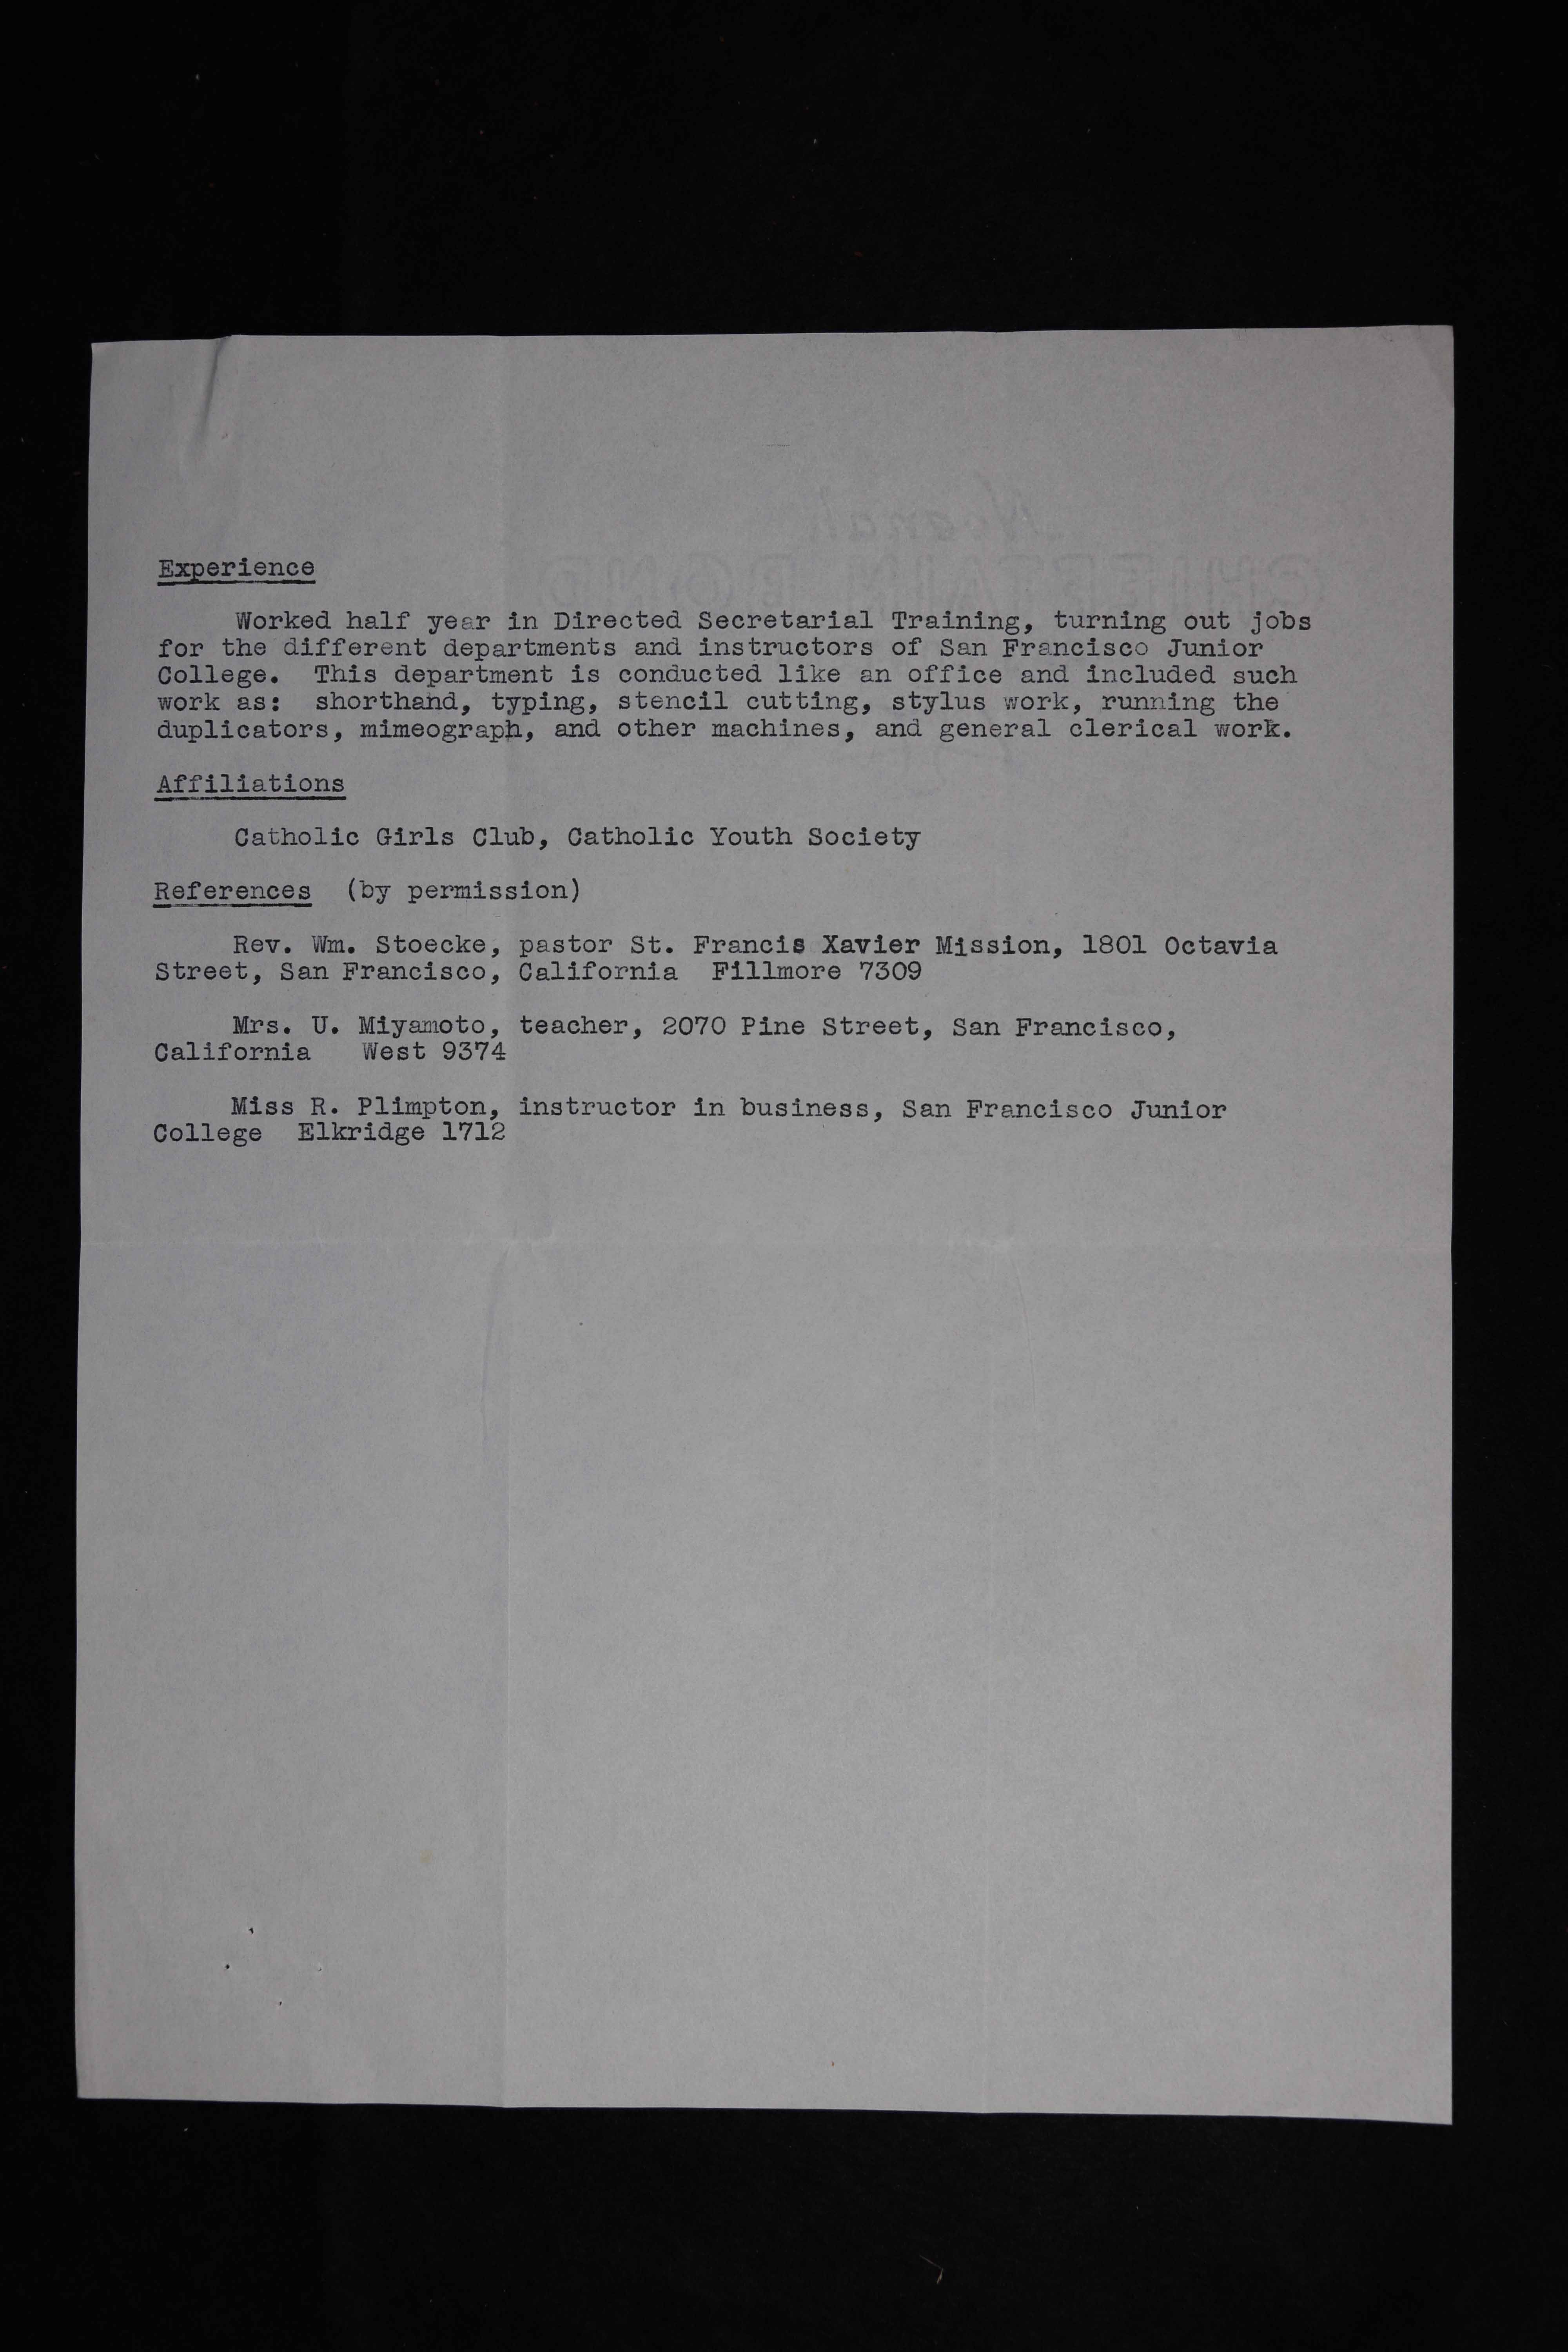 Experience
Worked half year in Directed Secretarial Training, turning out jobs
for the different departments and instructors of San Francisco Junior
College.  This department is conducted like an office and included such
work as:  shorthand, typing, stencil cutting, stylus work, running the
duplicators, mimeograph, and other machines, and general clerical work.
Affiliations
Catholic Girls Club, Catholic Youth Society
References  (by permission)
Rev. Wm. Stoecke, pastor St. Francis Xavier Mission, 1801 Octavia
Street, San Francisco, California  Fillmore 7309
Mrs. U. Miyamoto, teacher, 2070 Pine Street, San Francisco,
California   West 9374
Miss R. Plimpton, instructor in business, San Francisco Junior
College  Elkridge 1712